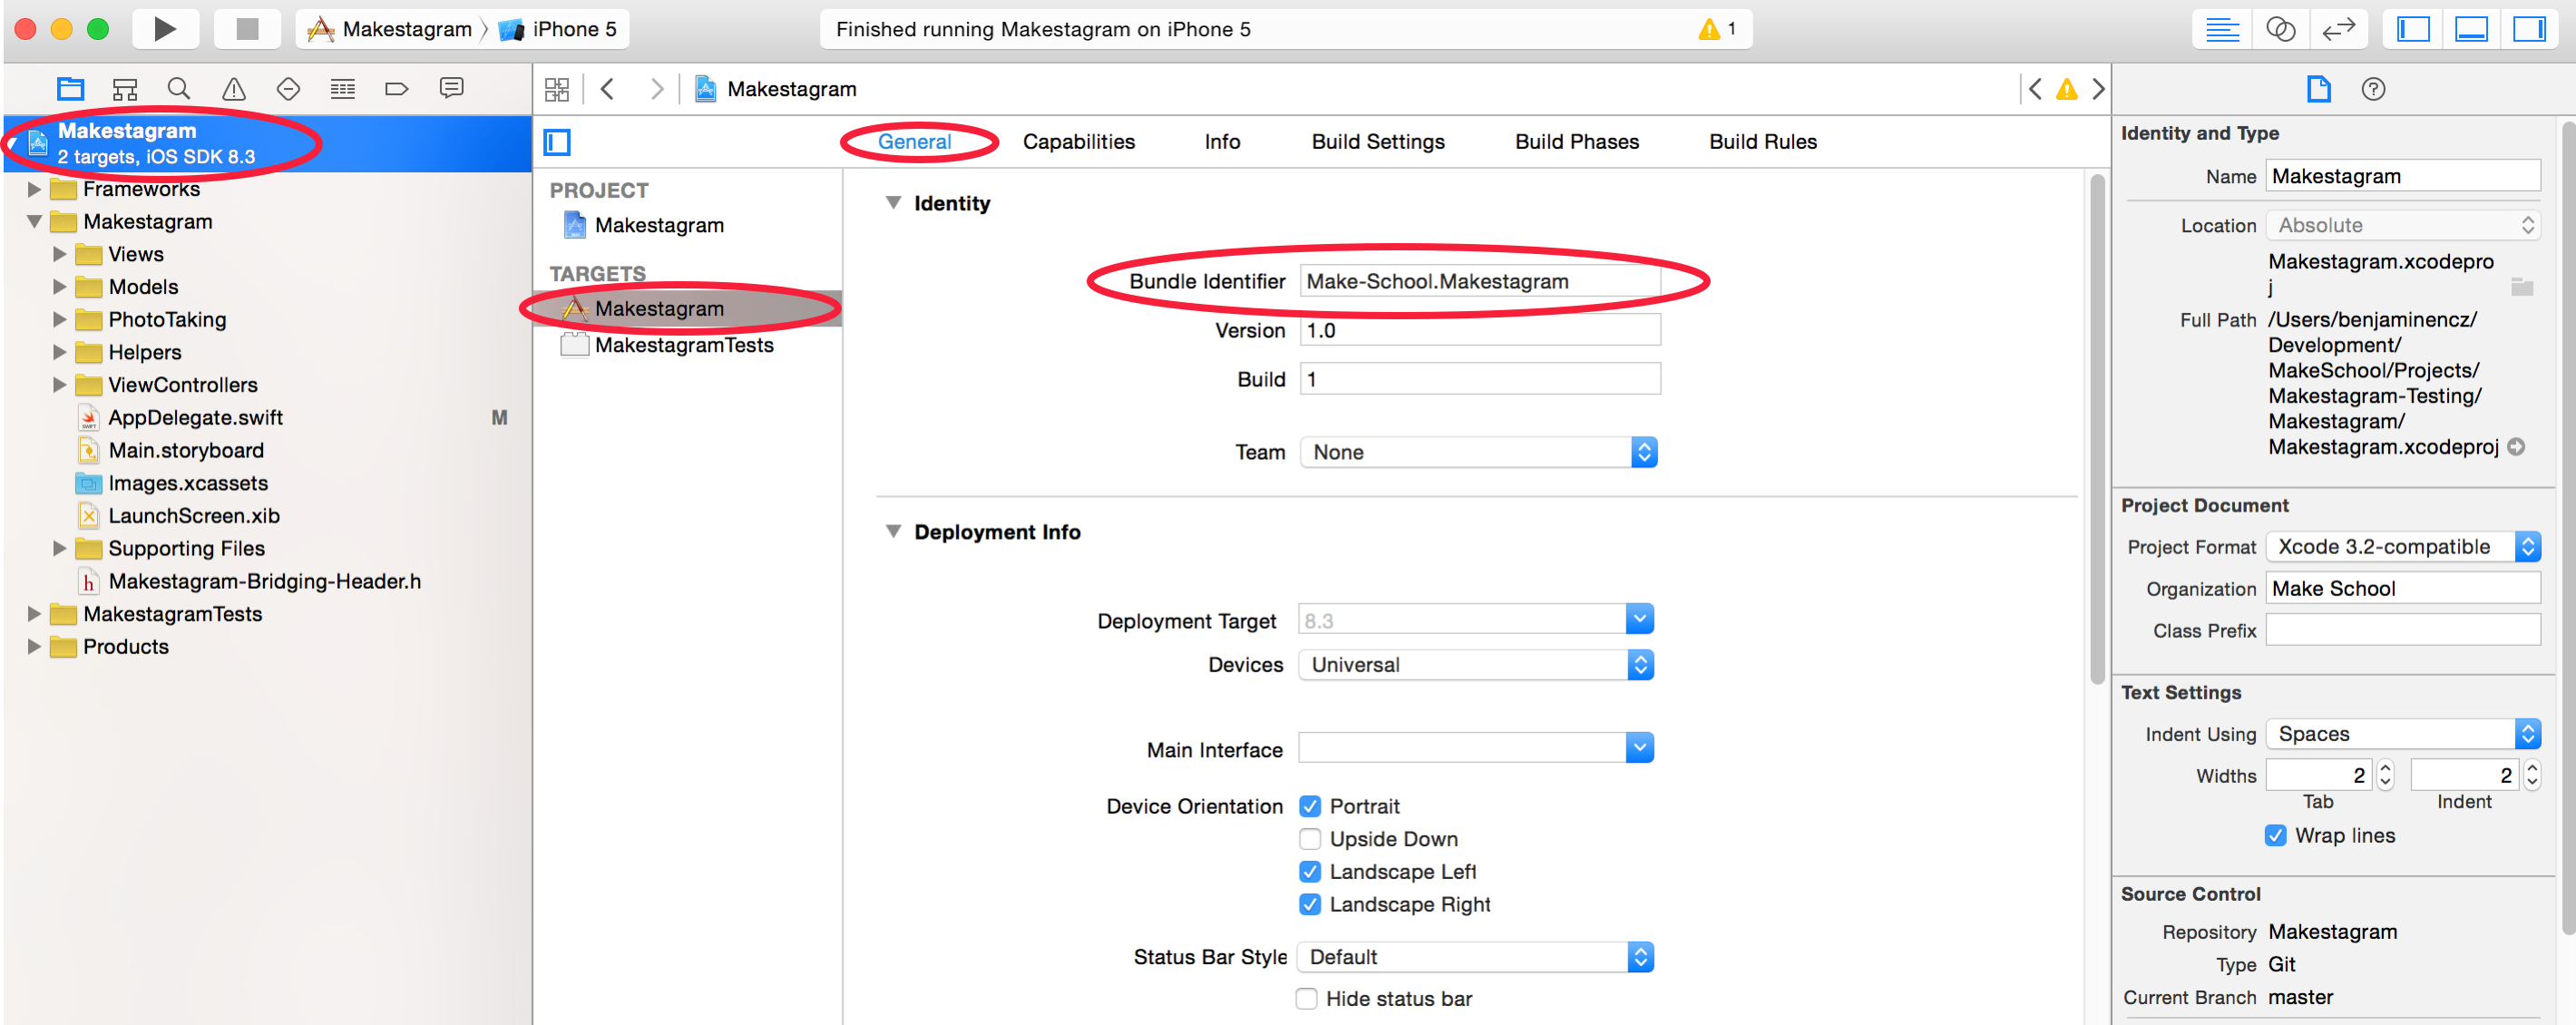 Makestagram
iPhone 5
Finished running Makestagram on iPhone 5
1
Makestagram
Makestagram
2 targets, iOS SDK 8.3
Frameworks
Makestagram
Views
Models
PhotoTaking
Helpers
ViewControllers
AppDelegate.swift
M
Main.storyboard
Images.xcassets
LaunchScreen.xib
Supporting Files
Makestagram-Bridging-Header.h
MakestagramTests
Products
General
Capabilities
Info
Build Settings
Build Phases
Build Rules
PROJECT
Makestagram
TARGETS
Makestagram
MakestagramTests
Identity
Bundle Identifier Make-School.Makestagram
Version 1.0
Build 1
Team None
Deployment Info
Deployment Target 8.3
Devices Universal
Main Interface
Device Orientation Portrait
Upside Down
Landscape Left
Landscape Right
Status Bar Style Default
Hide status bar
Identity and Type
Name Makestagram
Location Absolute
Makestagram.xcodepro
j
Full Path /Users/benjaminencz/
Development/
MakeSchool/Projects/
Makestagram-Testing/
Makestagram/
Makestagram.xcodeproj
Project Document
Project Format Xcode 3.2-compatible
Organization Make School
Class Prefix
Text Settings
Indent Using Spaces
Widths 2 2
Tab Indent
Wrap lines
Source Control
Repository Makestagram
Type Git
Current Branch master